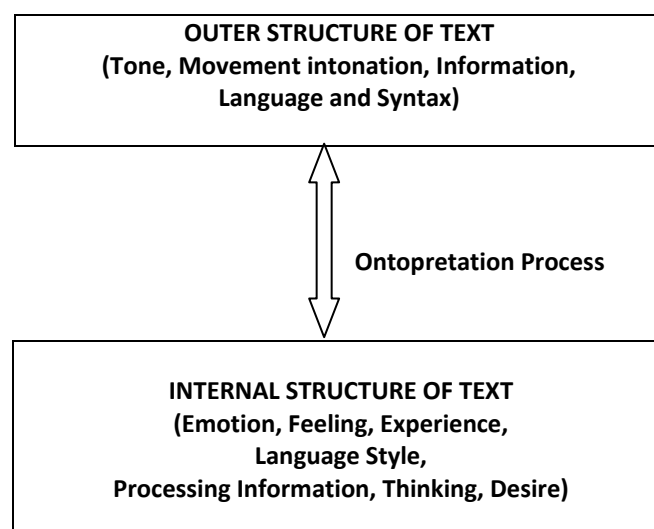 OUTER STRUCTURE OF TEXT
(Tone, Movement intonation, Information,
Language and Syntax)
Ontopretation Process
INTERNAL STRUCTURE OF TEXT
(Emotion, Feeling, Experience,
Language Style,
Processing Information, Thinking, Desire)